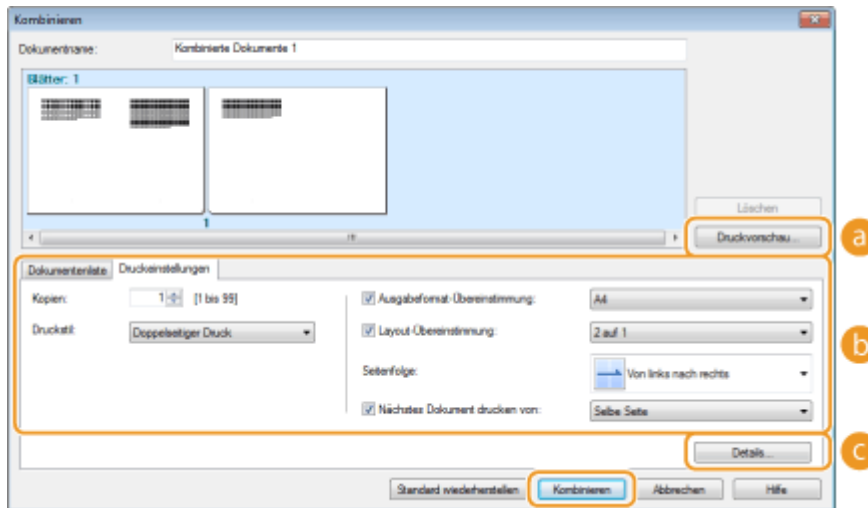 Kombinieren
Dokumentname: Kombinierte Dokumente 1
Blätter: 1
1
Löschen
Druckvorschau...
a
Dokumentenliste Druckeinstellungen
Kopien: 1 [1 bis 99] Ausgabeformat-Übereinstimmung: A4
Druckstil: Doppelseitiger Druck Layout-Übereinstimmung: 2 auf 1
b
Seitenfolge: Von links nach rechts
Nächstes Dokument drucken von: Selbe Seite
Details...
c
Standard wiederherstellen Kombinieren Abbrechen Hilfe